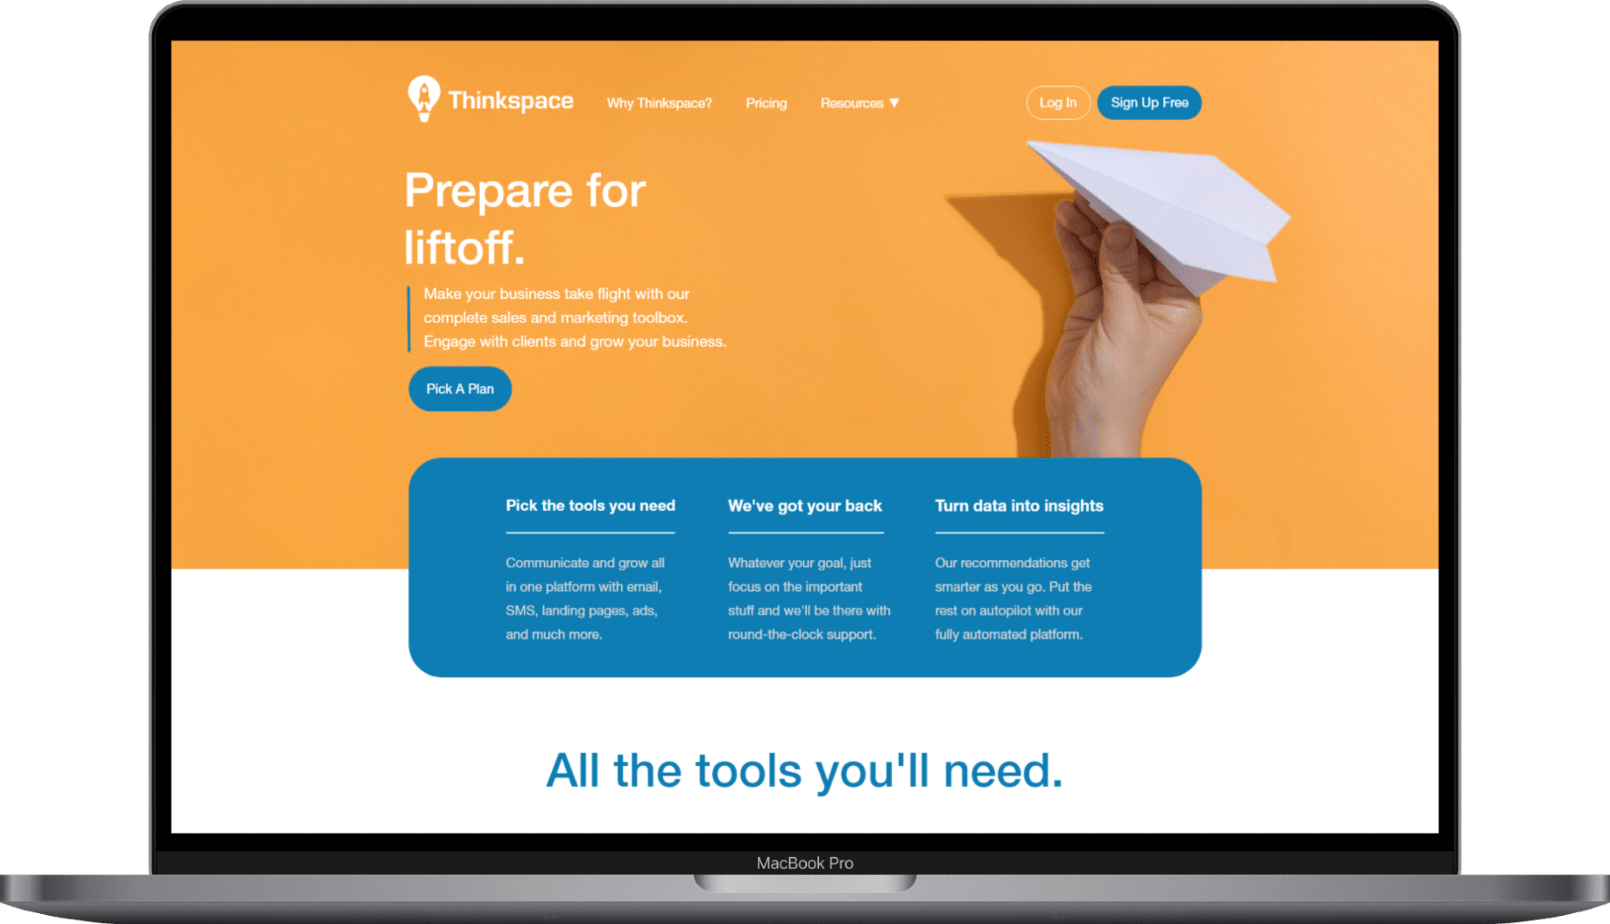 Thinkspace
Why Thinkspace?
Pricing
Resources ▼
Log In
Sign Up Free
Prepare for
liftoff.
Make your business take flight with our
complete sales and marketing toolbox.
Engage with clients and grow your business.
Pick A Plan
Pick the tools you need
Communicate and grow all
in one platform with email,
SMS, landing pages, ads,
and much more.
We've got your back
Whatever your goal, just
focus on the important
stuff and we'll be there with
round-the-clock support.
Turn data into insights
Our recommendations get
smarter as you go. Put the
rest on autopilot with our
fully automated platform.
All the tools you'll need.
MacBook Pro